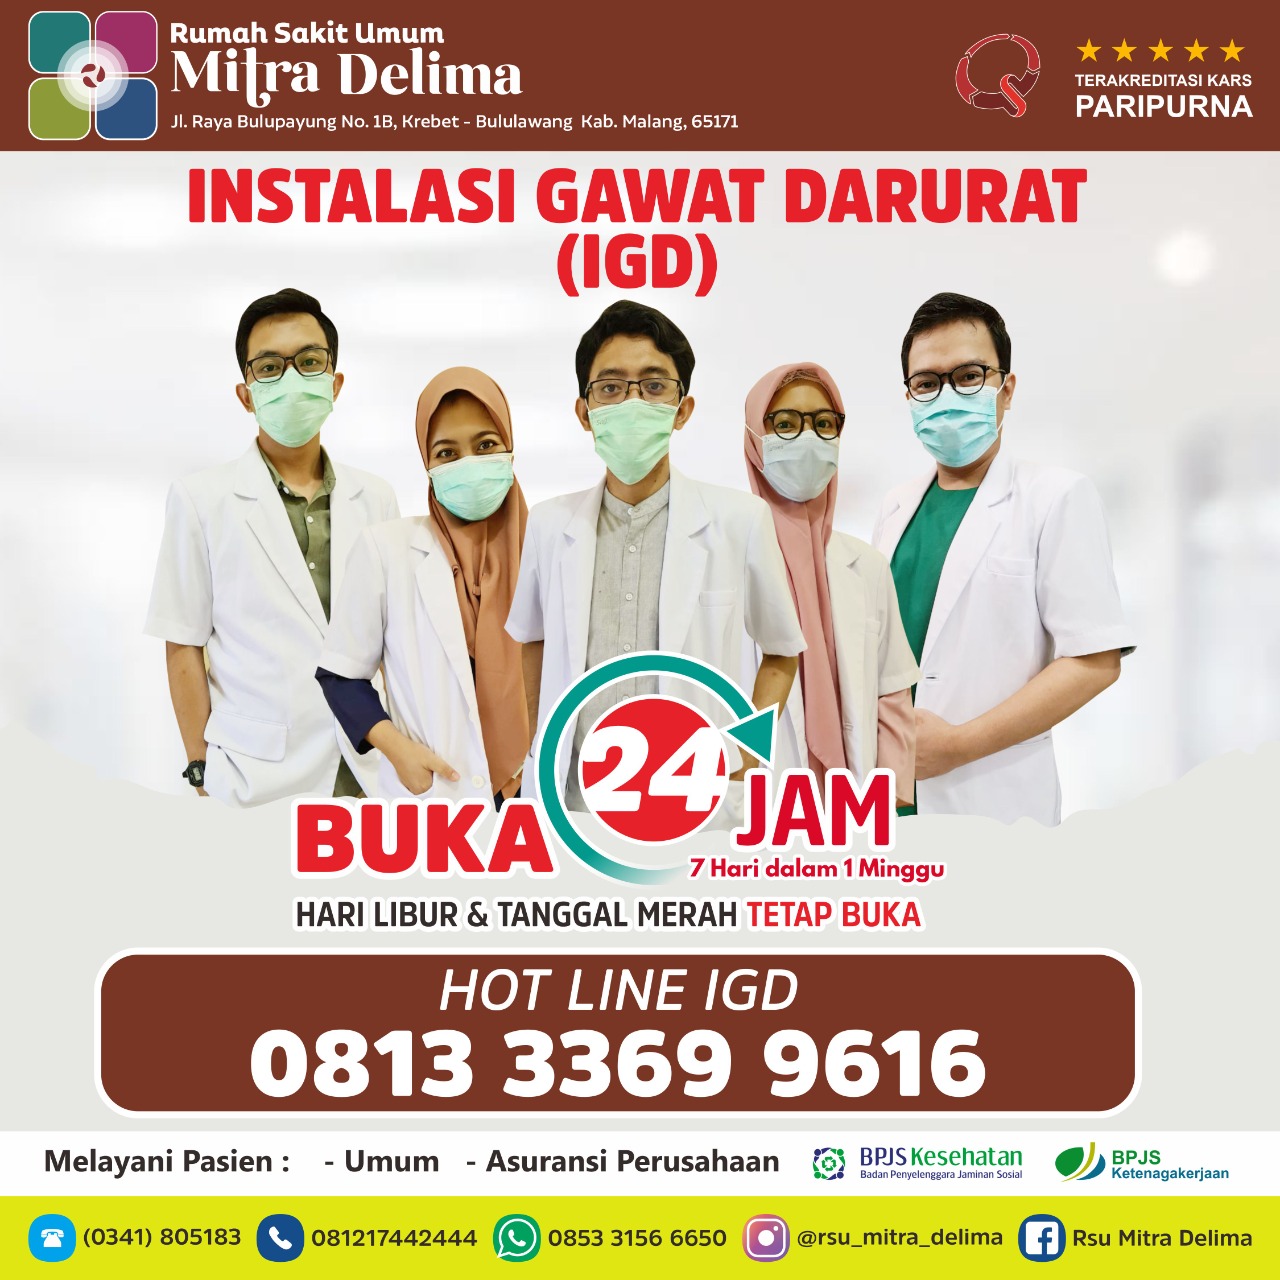 Rumah Sakit Umum
Mitra Delima
Jl. Raya Bulupayung No. 1B, Krebet - Bululawang Kab. Malang, 65171
TERAKREDITASI KARS
PARIPURNA
INSTALASI GAWAT DARURAT
(IGD)
BUKA 24 JAM
7 Hari dalam 1 Minggu
HARI LIBUR & TANGGAL MERAH TETAP BUKA
HOT LINE IGD
0813 3369 9616
Melayani Pasien : - Umum - Asuransi Perusahaan
BPJS Kesehatan
Badan Penyelenggara Jaminan Sosial
BPJS
Ketenagakerjaan
(0341) 805183 081217442444 0853 3156 6650 @rsu_mitra_delima Rsu Mitra Delima